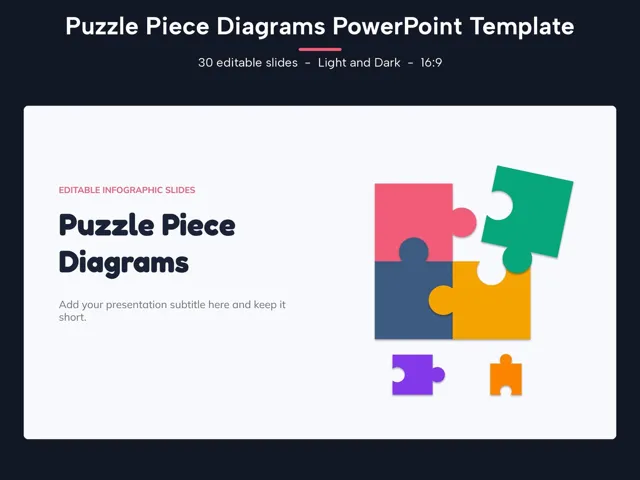 Puzzle Piece Diagrams PowerPoint Template
30 editable slides - Light and Dark - 16:9
EDITABLE INFOGRAPHIC SLIDES
Puzzle Piece
Diagrams
Add your presentation subtitle here and keep it
short.